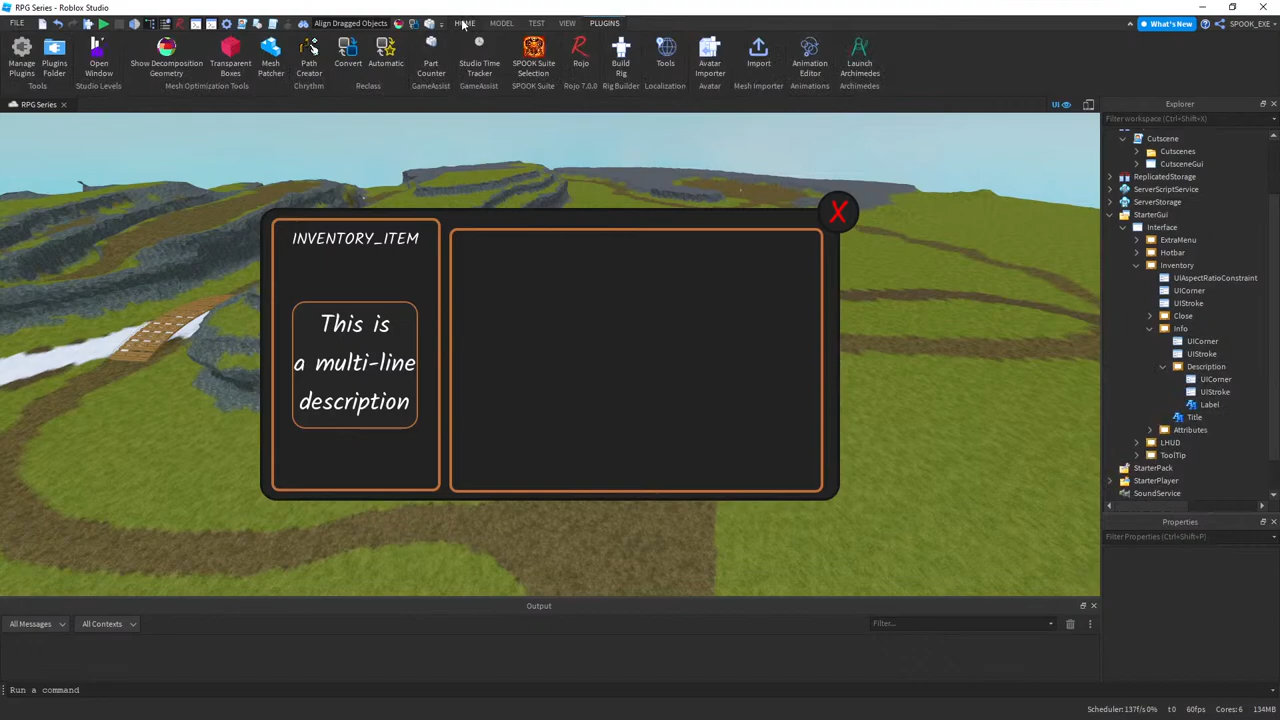 RPG Series - Roblox Studio
FILE
Align Dragged Objects
HOME
MODEL
TEST
VIEW
PLUGINS
What's New
SPOOK_EXE
Manage Plugins
Plugins Folder
Open Window
Show Decomposition Geometry
Transparent Boxes
Mesh Patcher
Path Creator
Convert
Automatic
Part Counter
Studio Time Tracker
SPOOK Suite Selection
Rojo
Build Rig
Tools
Avatar Importer
Import
Animation Editor
Launch Archimedes
Tools
Studio Levels
Mesh Optimization Tools
Chrythm
Reclass
GameAssist
GameAssist
SPOOK Suite
Rojo 7.0.0
Rig Builder
Localization
Avatar
Mesh Importer
Animations
Archimedes
RPG Series
UI
Explorer
Filter workspace (Ctrl+Shift+X)
Cutscene
Cutscenes
CutsceneGui
ReplicatedStorage
ServerScriptService
ServerStorage
StarterGui
Interface
ExtraMenu
Hotbar
Inventory
UIAspectRatioConstraint
UICorner
UIStroke
Close
Info
UICorner
UIStroke
Description
UICorner
UIStroke
Label
Title
Attributes
LHUD
ToolTip
StarterPack
StarterPlayer
SoundService
INVENTORY_ITEM
X
This is
a multi-line
description
Properties
Filter Properties (Ctrl+Shift+P)
Output
All Messages
All Contexts
Filter...
Run a command
Scheduler: 137f/s 0%
t 0
60fps
Cores: 6
134MB